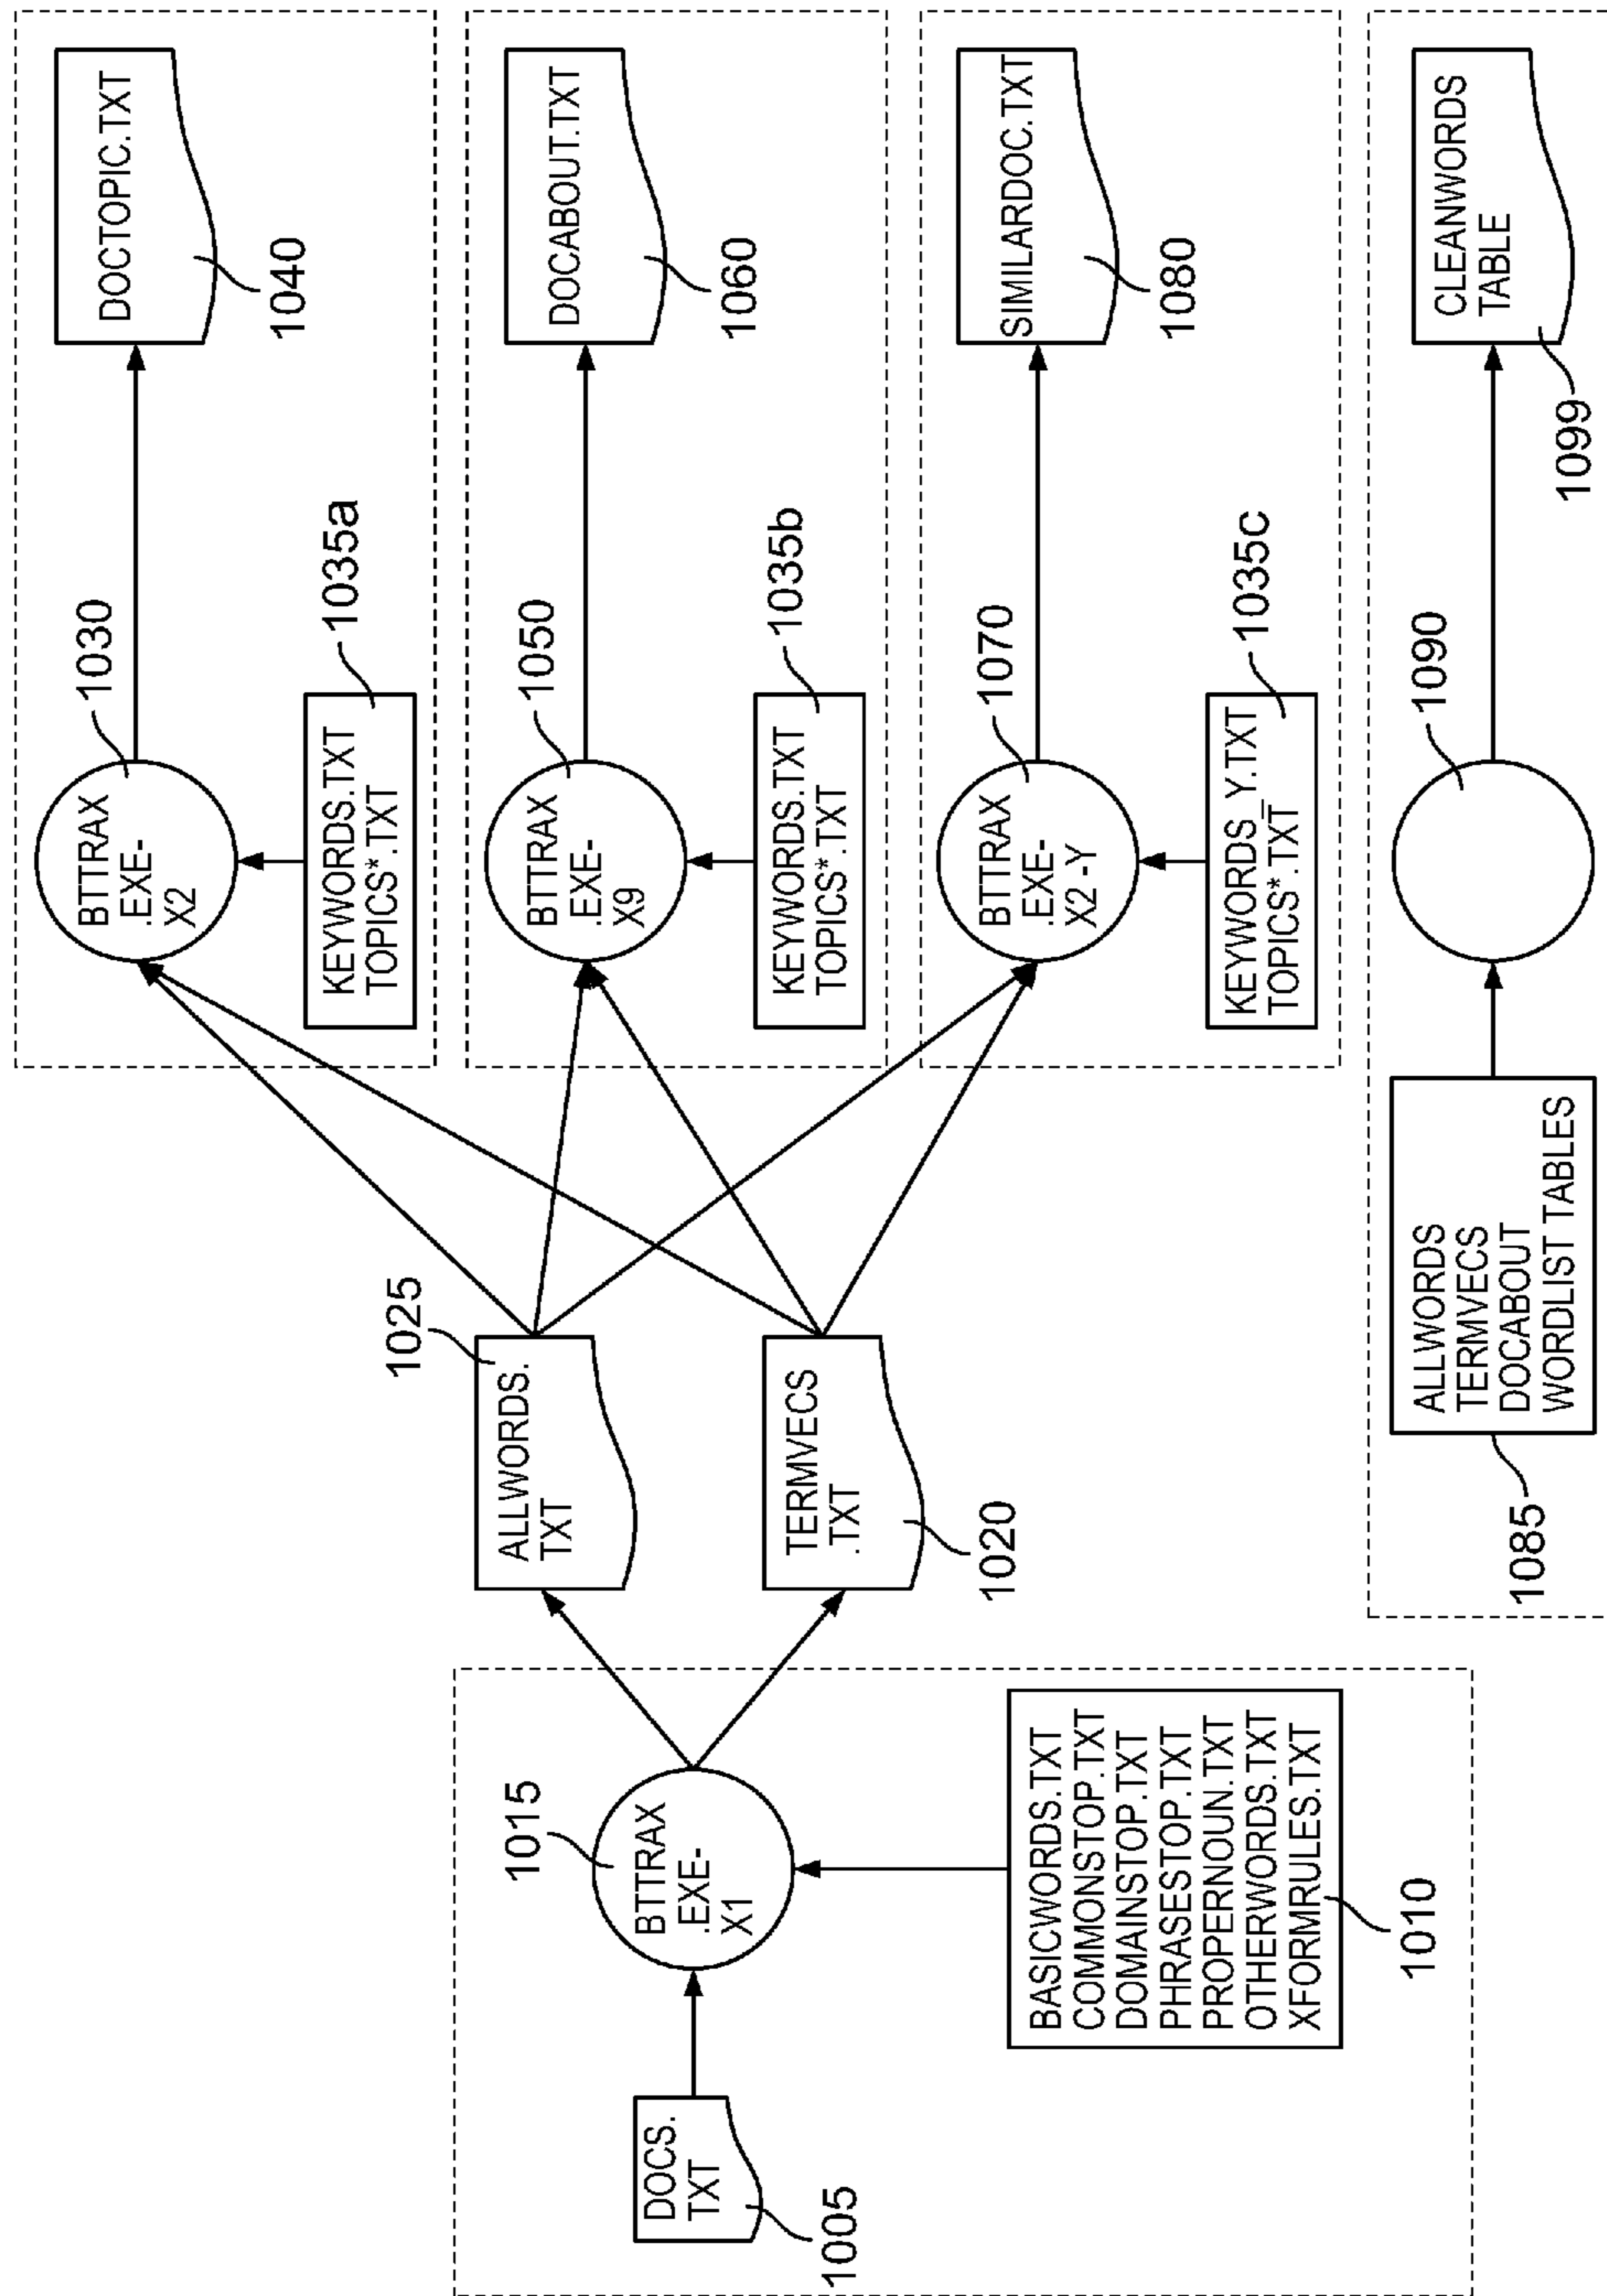 DOCS.
TXT
1005
BTTRAX
.EXE-
X1
1015
BASICWORDS.TXT
COMMONSTOP.TXT
DOMAINSTOP.TXT
PHRASESTOP.TXT
PROPERNOUN.TXT
OTHERWORDS.TXT
XFORMRULES.TXT
1010
ALLWORDS.
TXT
1025
TERMVECS
.TXT
1020
BTTRAX
.EXE-
X2
1030
KEYWORDS.TXT
TOPICS*.TXT
1035a
DOCTOPIC.TXT
1040
BTTRAX
.EXE-
X9
1050
KEYWORDS.TXT
TOPICS*.TXT
1035b
DOCABOUT.TXT
1060
BTTRAX
.EXE-
X2 -Y
1070
KEYWORDS_Y.TXT
TOPICS*.TXT
1035c
SIMILARDOC.TXT
1080
ALLWORDS
TERMVECS
DOCABOUT
WORDLIST TABLES
1085
1090
CLEANWORDS
TABLE
1099